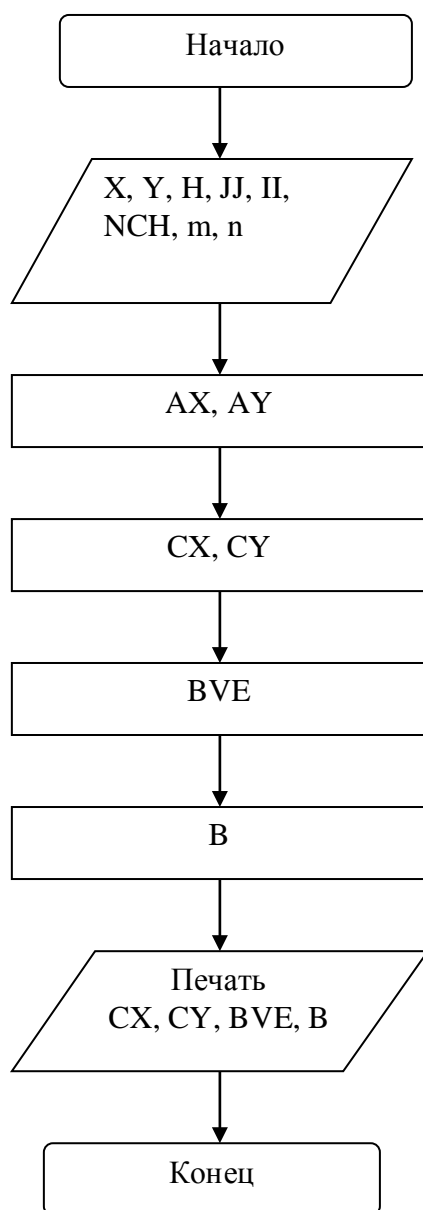 Начало
X, Y, H, JJ, II,
NCH, m, n
AX, AY
CX, CY
BVE
B
Печать
CX, CY, BVE, B
Конец